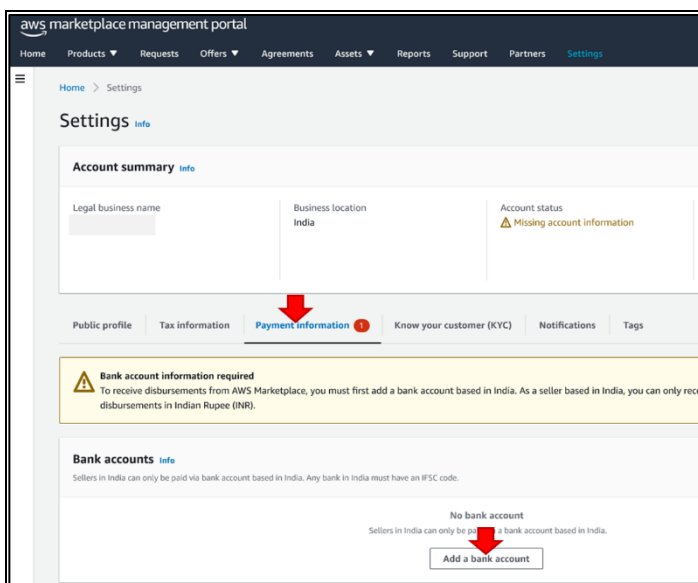 aws marketplace management portal
Home Products ▼ Requests Offers ▼ Agreements Assets ▼ Reports Support Partners Settings
Home > Settings
Settings Info
Account summary Info
Legal business name Business location Account status
India Missing account information
Public profile Tax information Payment information 1 Know your customer (KYC) Notifications Tags
Bank account information required
To receive disbursements from AWS Marketplace, you must first add a bank account based in India. As a seller based in India, you can only
disbursements in Indian Rupee (INR).
Bank accounts Info
Sellers in India can only be paid via bank account based in India. Any bank in India must have an IFSC code.
No bank account
Sellers in India can only be a bank account based in India.
Add a bank account